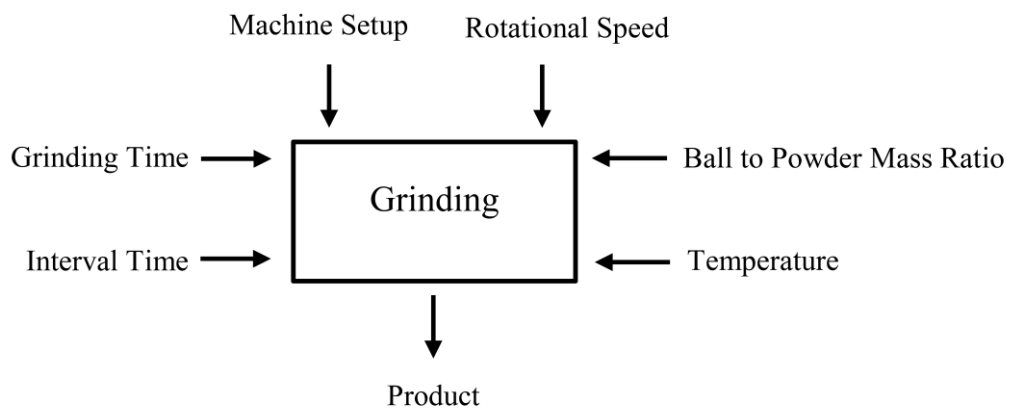 Machine Setup
Rotational Speed
Grinding Time
Ball to Powder Mass Ratio
Grinding
Interval Time
Temperature
Product